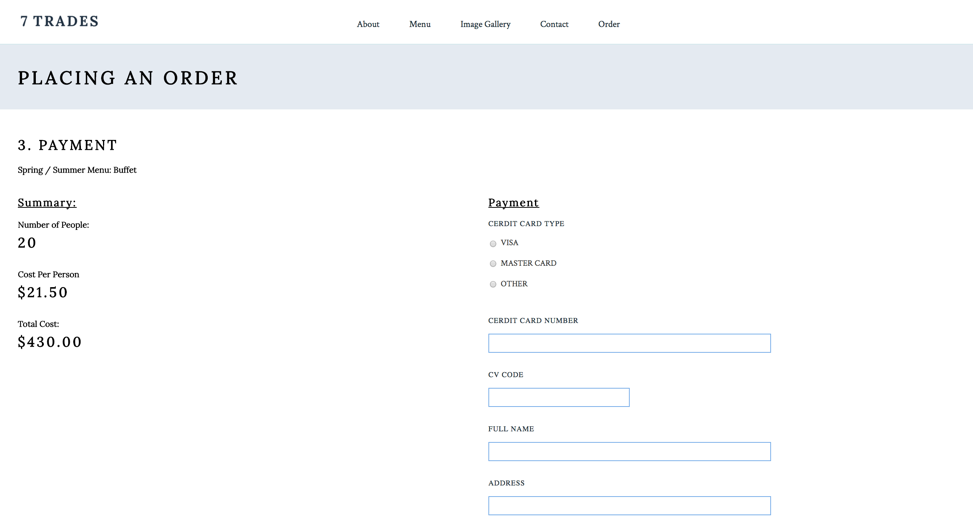 7 TRADES
About Menu Image Gallery Contact Order
PLACING AN ORDER
3. PAYMENT
Spring / Summer Menu: Buffet
Summary:
Number of People:
20
Cost Per Person
$21.50
Total Cost:
$430.00
Payment
CERDIT CARD TYPE
VISA
MASTER CARD
OTHER
CERDIT CARD NUMBER
CV CODE
FULL NAME
ADDRESS